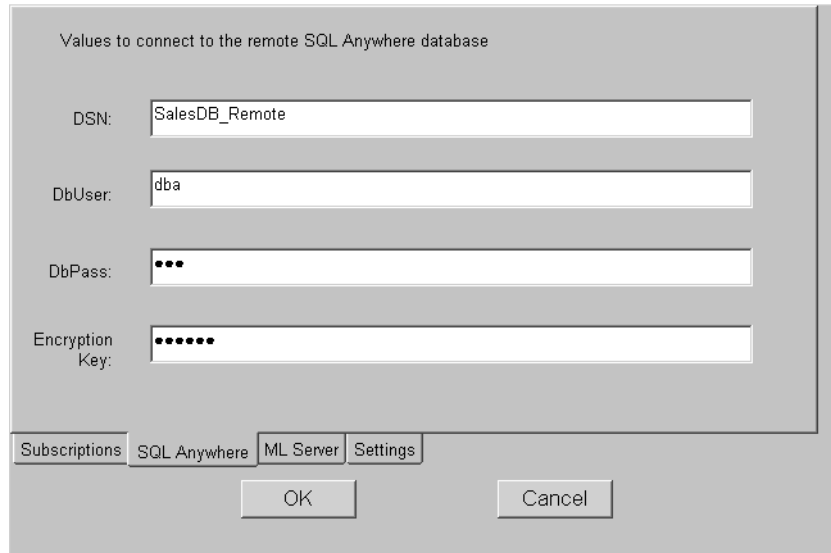 Values to connect to the remote SQL Anywhere database
DSN: SalesDB_Remote
DbUser: dba
DbPass: •••
Encryption Key: ••••••
Subscriptions SQL Anywhere ML Server Settings
OK Cancel